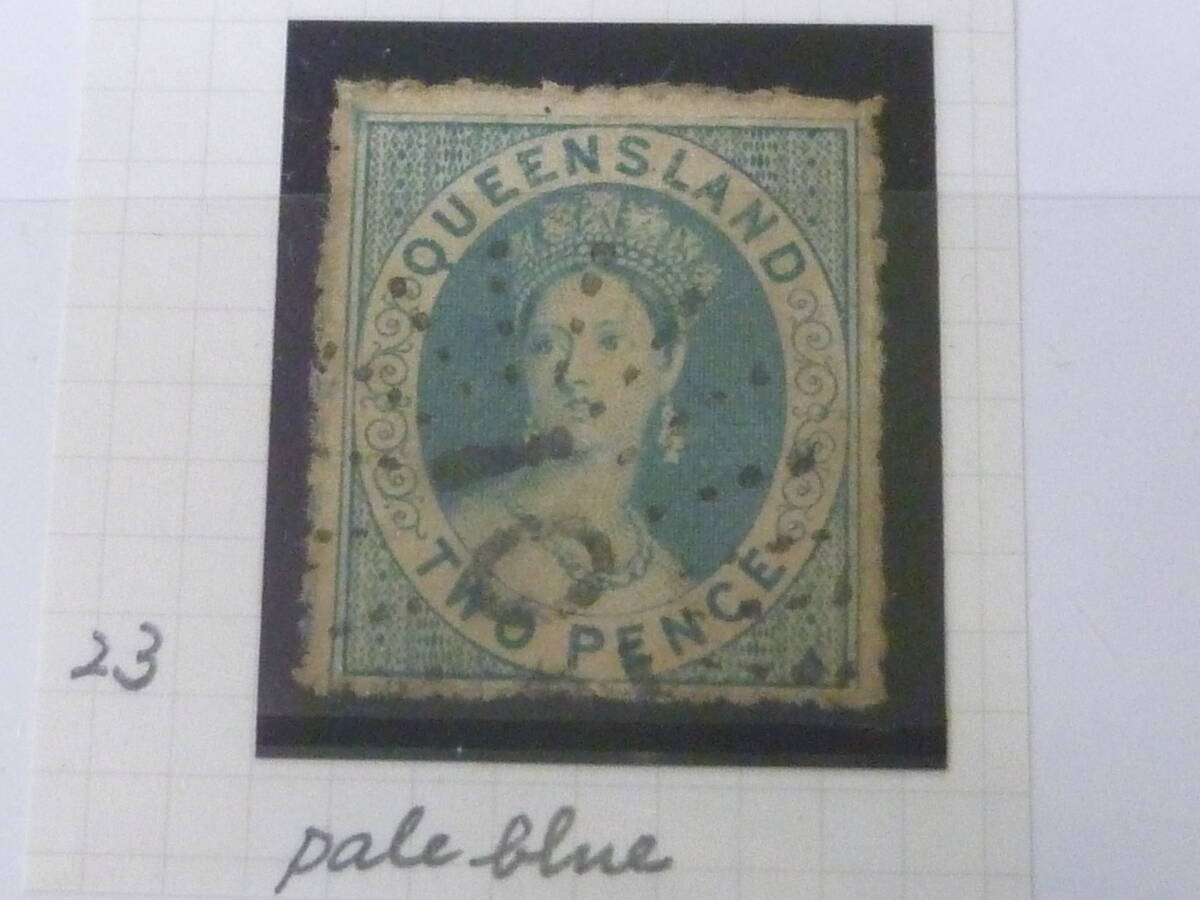 QUEENSLAND
TWO PENCE
23
pale blue